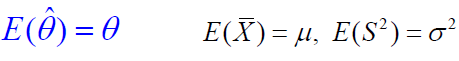 E(θ̂) = θ E(X̄) = μ, E(S²) = σ²